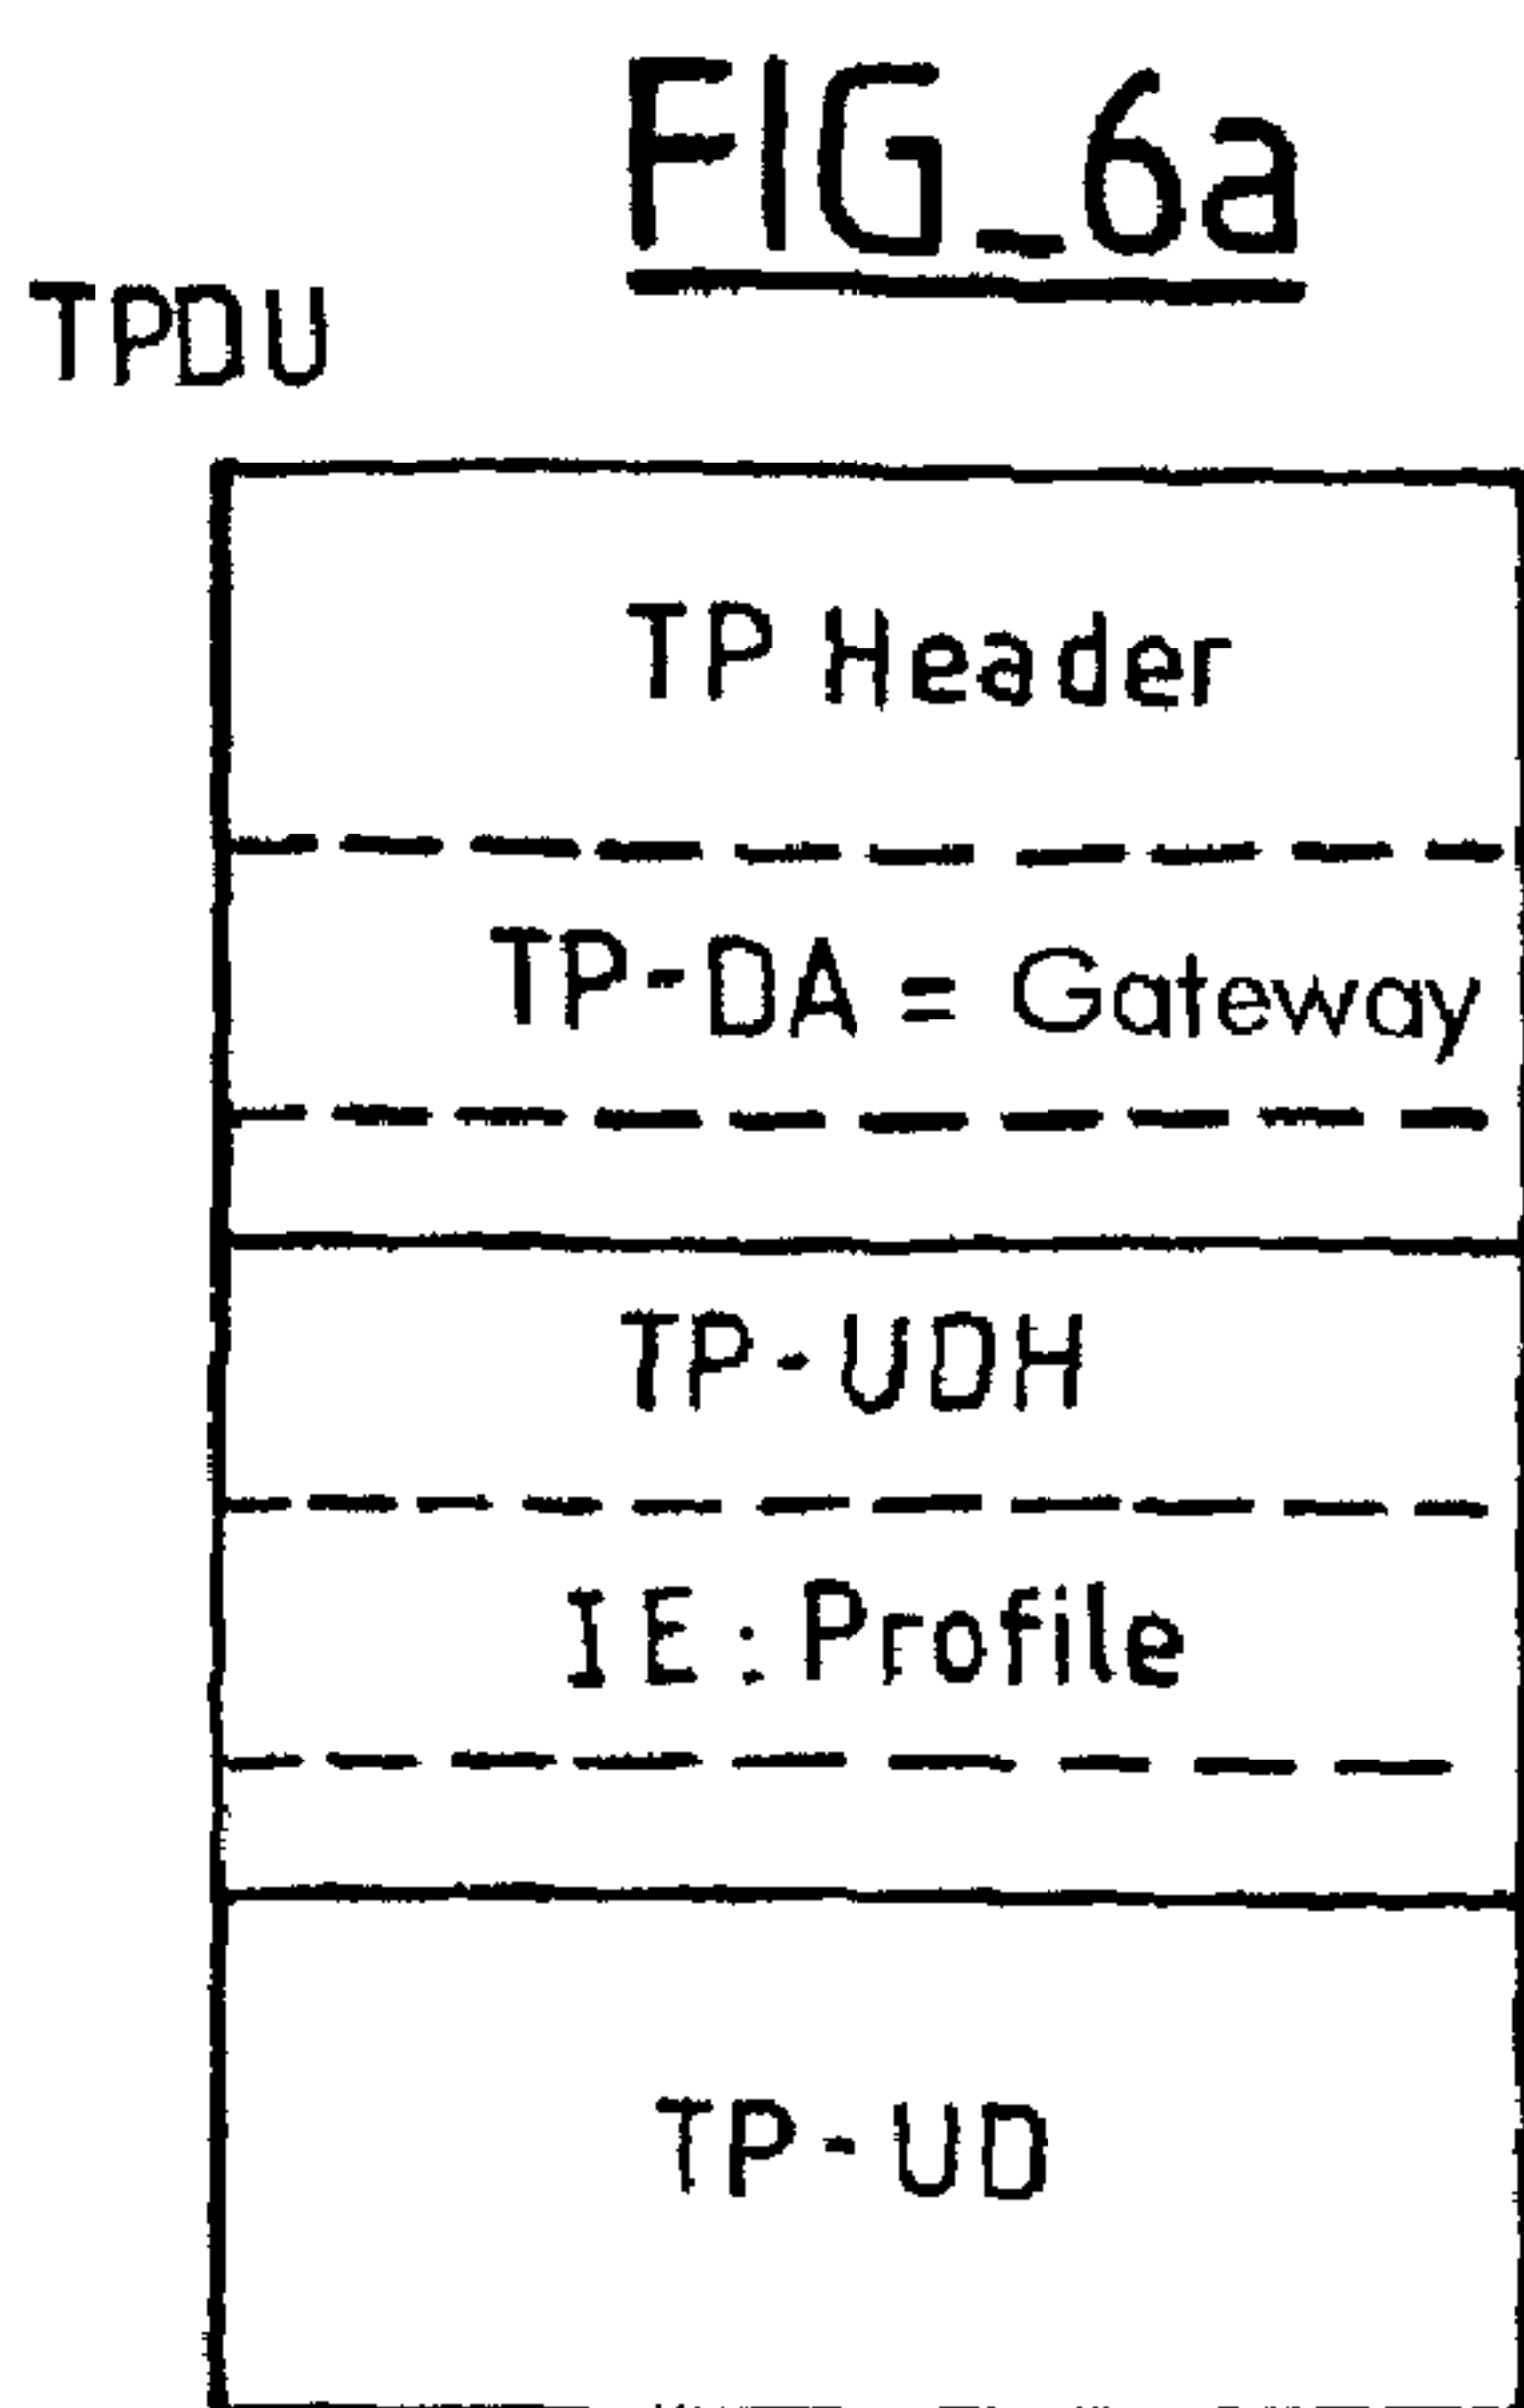 FIG_6a
TPDU
TP Header
TP-DA = Gateway
TP-UDH
IE: Profile
TP-UD